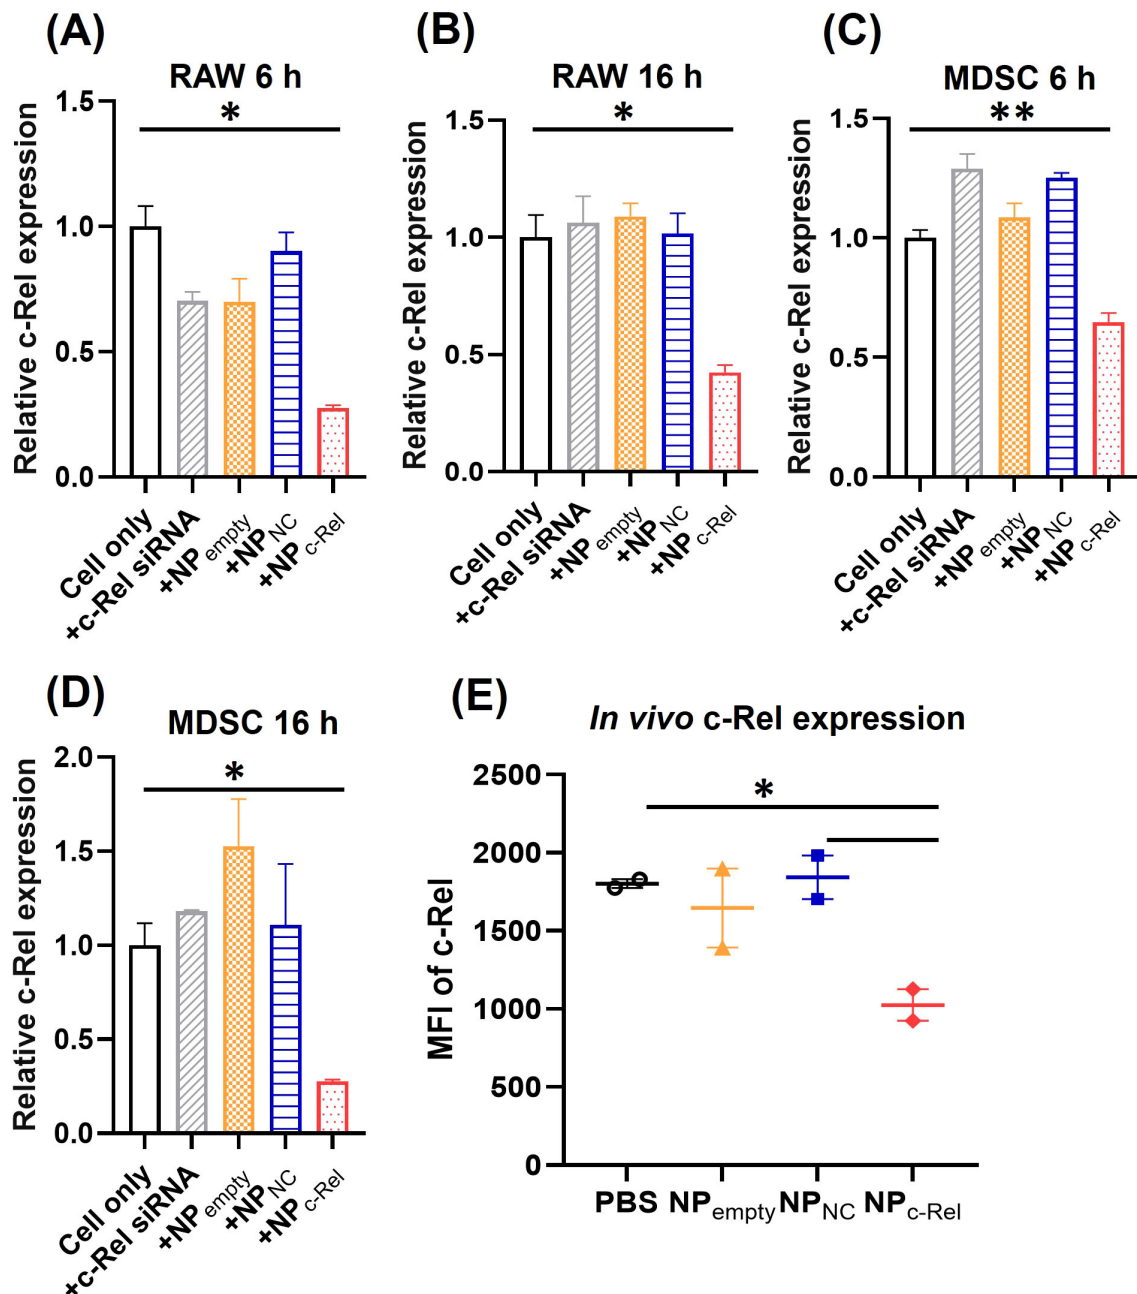 (A)
RAW 6 h
*
Relative c-Rel expression
1.5
1.0
0.5
0.0
Cell only
+c-Rel siRNA
+NP empty
+NP NC
+NP c-Rel
(B)
RAW 16 h
*
Relative c-Rel expression
1.5
1.0
0.5
0.0
Cell only
+c-Rel siRNA
+NP empty
+NP NC
+NP c-Rel
(C)
MDSC 6 h
**
Relative c-Rel expression
1.5
1.0
0.5
0.0
Cell only
+c-Rel siRNA
+NP empty
+NP NC
+NP c-Rel
(D)
MDSC 16 h
*
Relative c-Rel expression
2.0
1.5
1.0
0.5
0.0
Cell only
+c-Rel siRNA
+NP empty
+NP NC
+NP c-Rel
(E)
In vivo c-Rel expression
*
MFI of c-Rel
2500
2000
1500
1000
500
0
PBS NPempty NPNC NPc-Rel